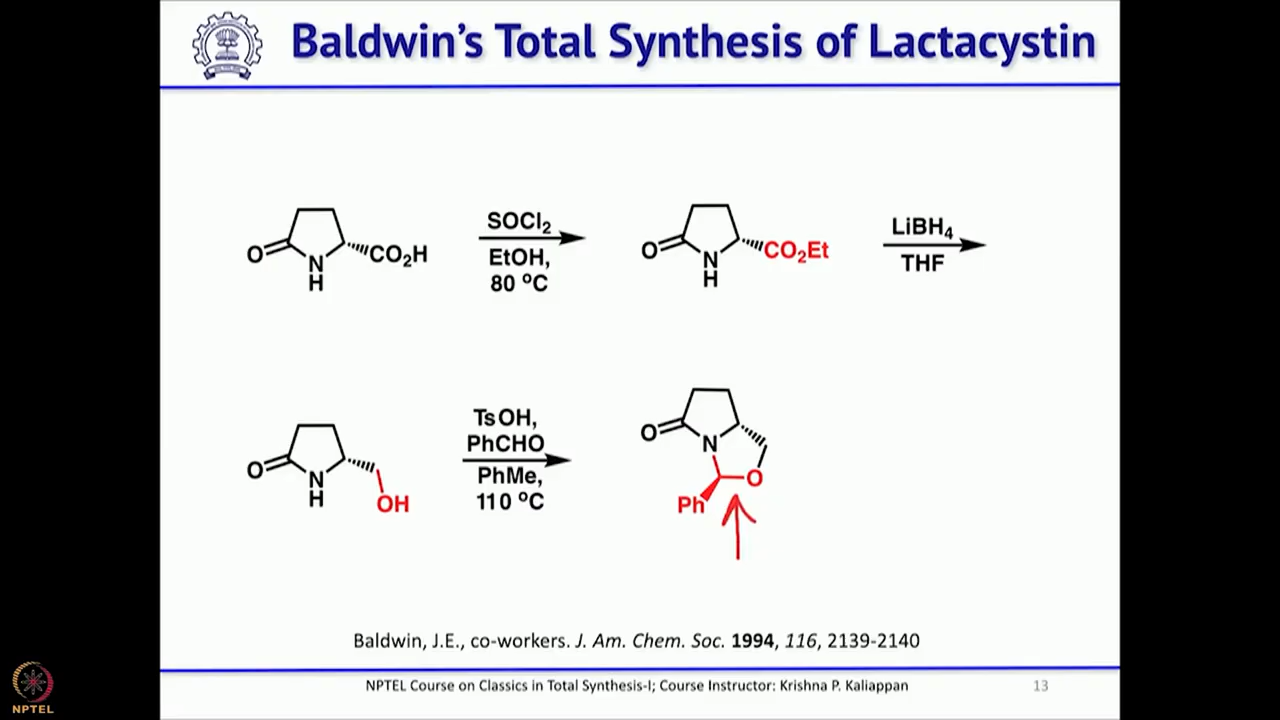 Baldwin's Total Synthesis of Lactacystin
O N H CO₂H
SOCl₂
EtOH,
80 ºC
O N H CO₂Et
LiBH₄
THF
O N H OH
TsOH,
PhCHO
PhMe,
110 ºC
O N O Ph
Baldwin, J.E., co-workers. J. Am. Chem. Soc. 1994, 116, 2139-2140
NPTEL Course on Classics in Total Synthesis-I; Course Instructor: Krishna P. Kaliappan 13
NPTEL